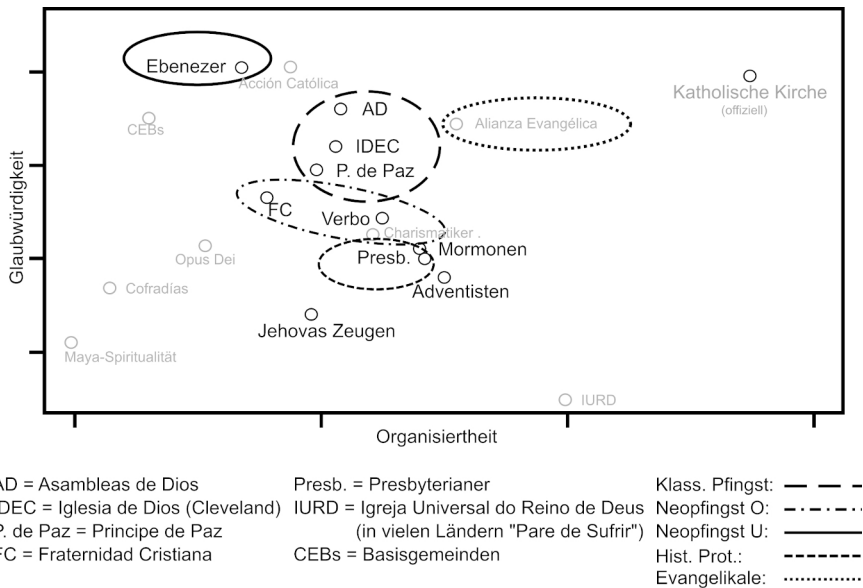 Ebenezer
Acción Católica
Katholische Kirche
(offiziell)
AD
CEBs
Alianza Evangélica
IDEC
P. de Paz
FC
Verbo
Charismatiker .
Mormonen
Opus Dei
Presb.
Cofradías
Adventisten
Jehovas Zeugen
Maya-Spiritualität
IURD
Glaubwürdigkeit
Organisiertheit
AD = Asambleas de Dios
IDEC = Iglesia de Dios (Cleveland)
P. de Paz = Principe de Paz
FC = Fraternidad Cristiana
Presb. = Presbyterianer
IURD = Igreja Universal do Reino de Deus
(in vielen Ländern "Pare de Sufrir")
CEBs = Basisgemeinden
Klass. Pfingst:
Neopfingst O:
Neopfingst U:
Hist. Prot.:
Evangelikale: